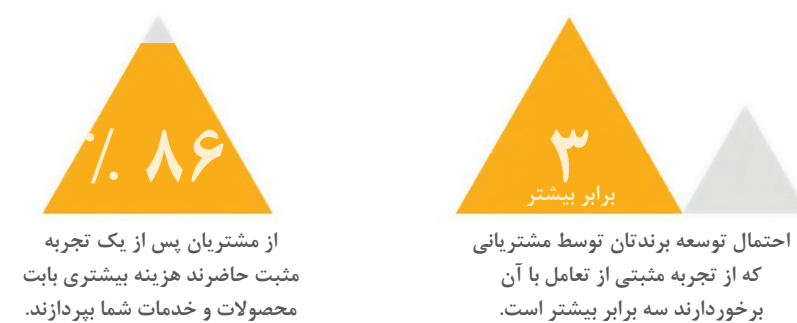 ۳
برابر بیشتر
احتمال توسعه برندتان توسط مشتریانی
که از تجربه مثبتی از تعامل با آن
برخوردارند سه برابر بیشتر است.
۸۶ ٪
از مشتریان پس از یک تجربه
مثبت حاضرند هزینه بیشتری بابت
محصولات و خدمات شما بپردازند.